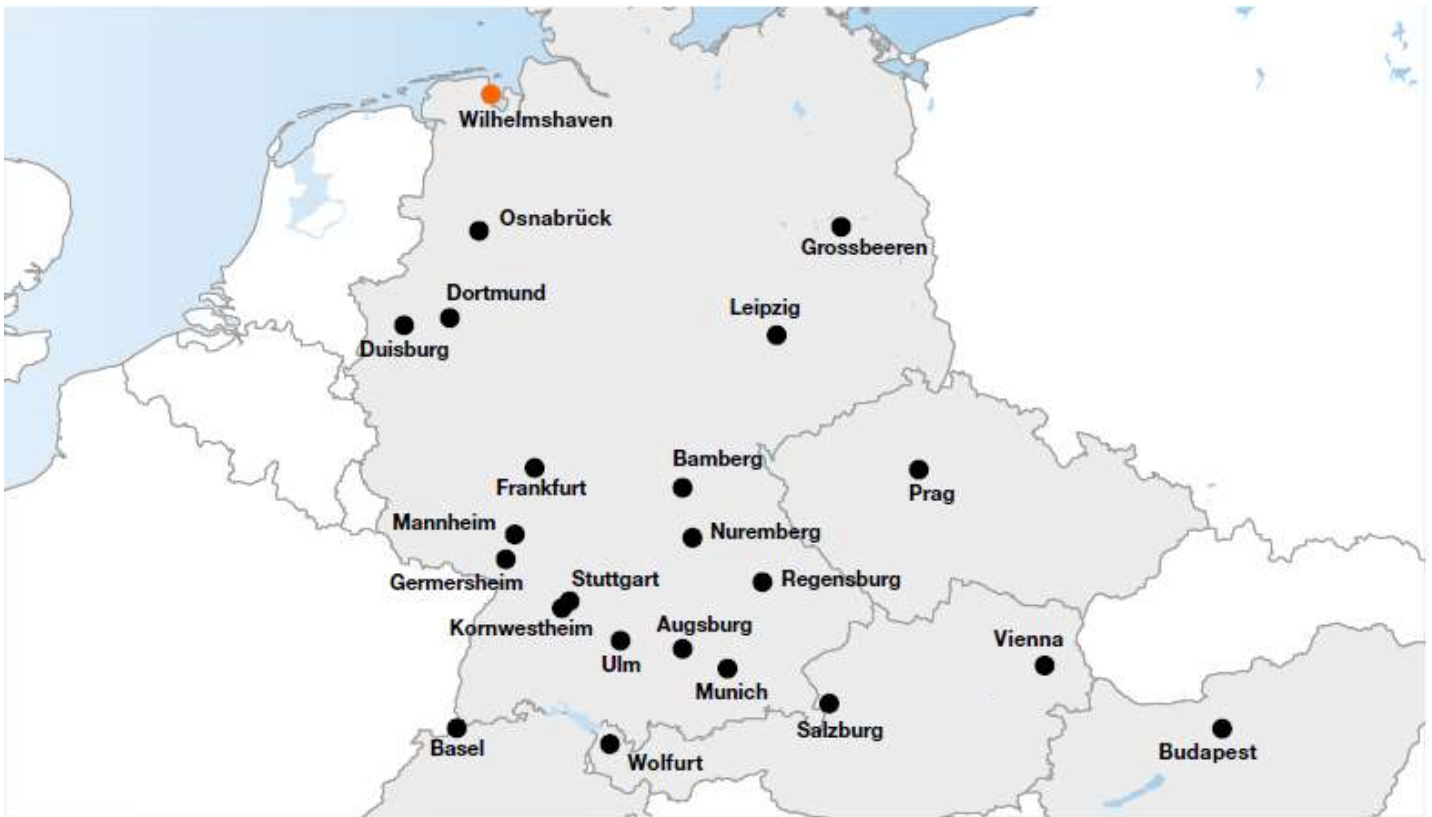 Wilhelmshaven
Osnabrück
Grossbeeren
Dortmund
Leipzig
Duisburg
Bamberg
Frankfurt
Prag
Mannheim
Nuremberg
Germersheim
Stuttgart
Regensburg
Kornwestheim
Augsburg
Vienna
Ulm
Munich
Salzburg
Basel
Wolfurt
Budapest